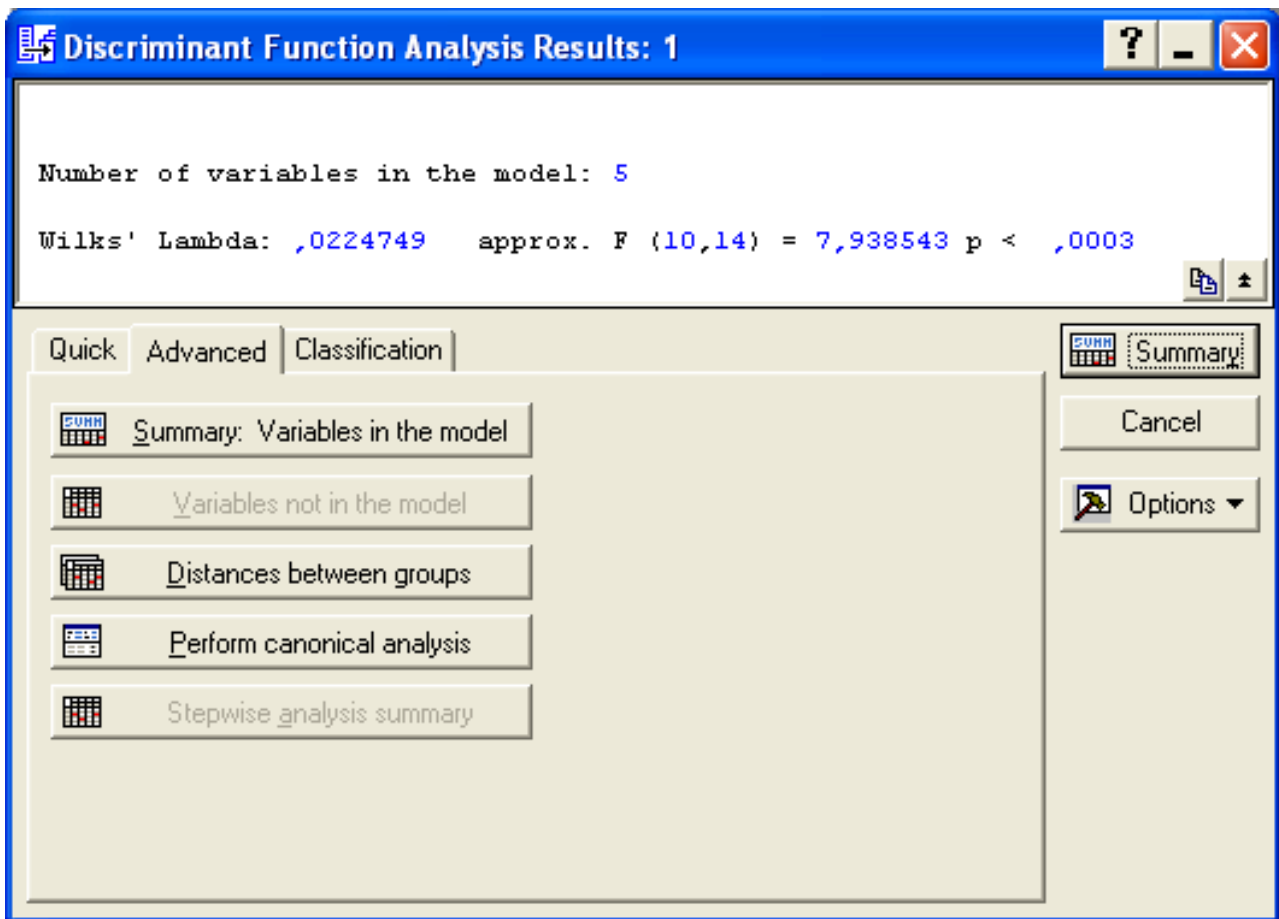 Discriminant Function Analysis Results: 1
?
Number of variables in the model: 5
Wilks' Lambda: ,0224749 approx. F (10,14) = 7,938543 p < ,0003
Quick Advanced Classification
SUMM Summary: Variables in the model
Variables not in the model
Distances between groups
Perform canonical analysis
Stepwise analysis summary
SUMM Summary
Cancel
Options